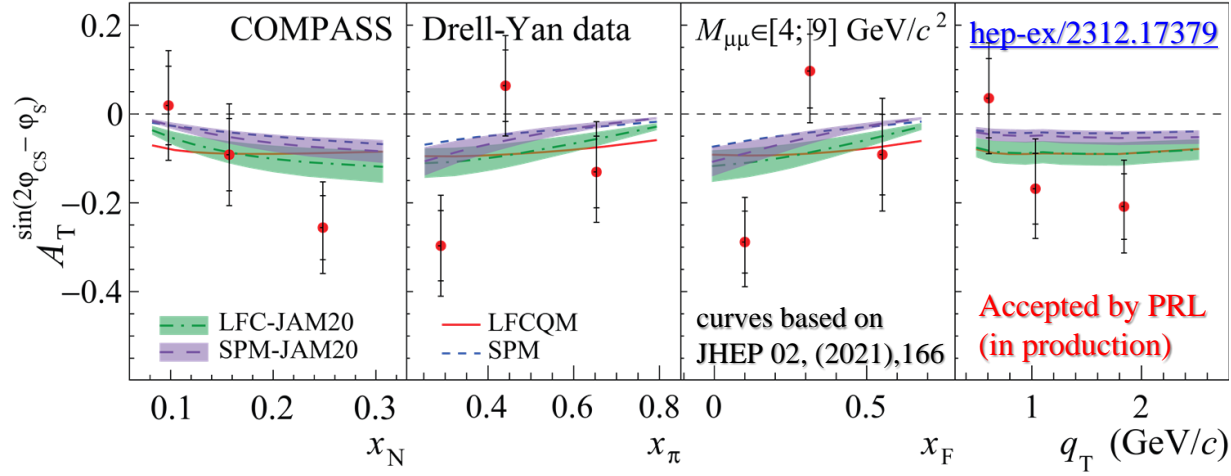 COMPASS
Drell-Yan data
M_μμ∈[4; 9] GeV/c²
hep-ex/2312.17379
A_T^sin(2φ_CS − φ_S)
0.2
0
−0.2
−0.4
LFC-JAM20
SPM-JAM20
LFCQM
SPM
curves based on
JHEP 02, (2021),166
Accepted by PRL
(in production)
0.1 0.2 0.3
0.4 0.6 0.8
0 0.5
1 2
x_N
x_π
x_F
q_T (GeV/c)